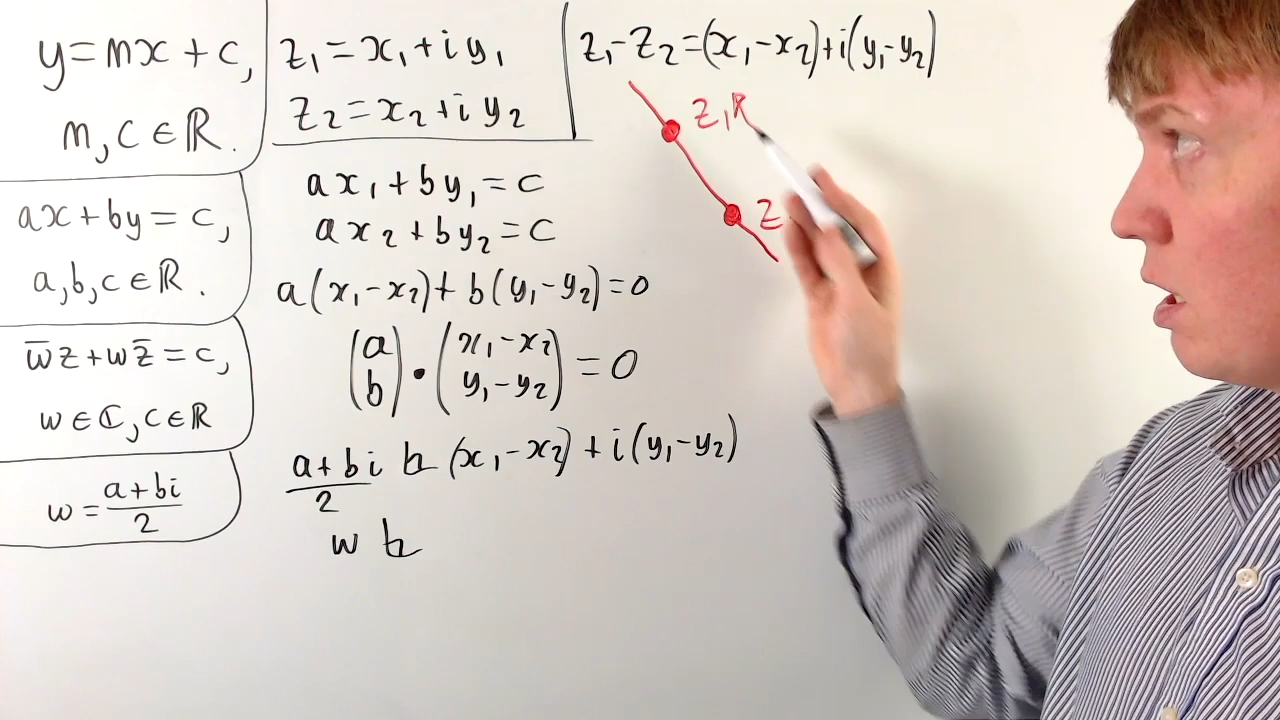 y=mx+c,
m,c∈ℝ.
ax+by=c,
a,b,c∈ℝ.
w̄z+wz̄=c,
w∈ℂ,c∈ℝ
w=(a+bi)/2
z₁=x₁+iy₁
z₂=x₂+iy₂
z₁-z₂=(x₁-x₂)+i(y₁-y₂)
ax₁+by₁=c
ax₂+by₂=c
a(x₁-x₂)+b(y₁-y₂)=0
(a b)•(x₁-x₂ y₁-y₂)=0
(a+bi)/2 ⊾ (x₁-x₂)+i(y₁-y₂)
w ⊾
z₁
z